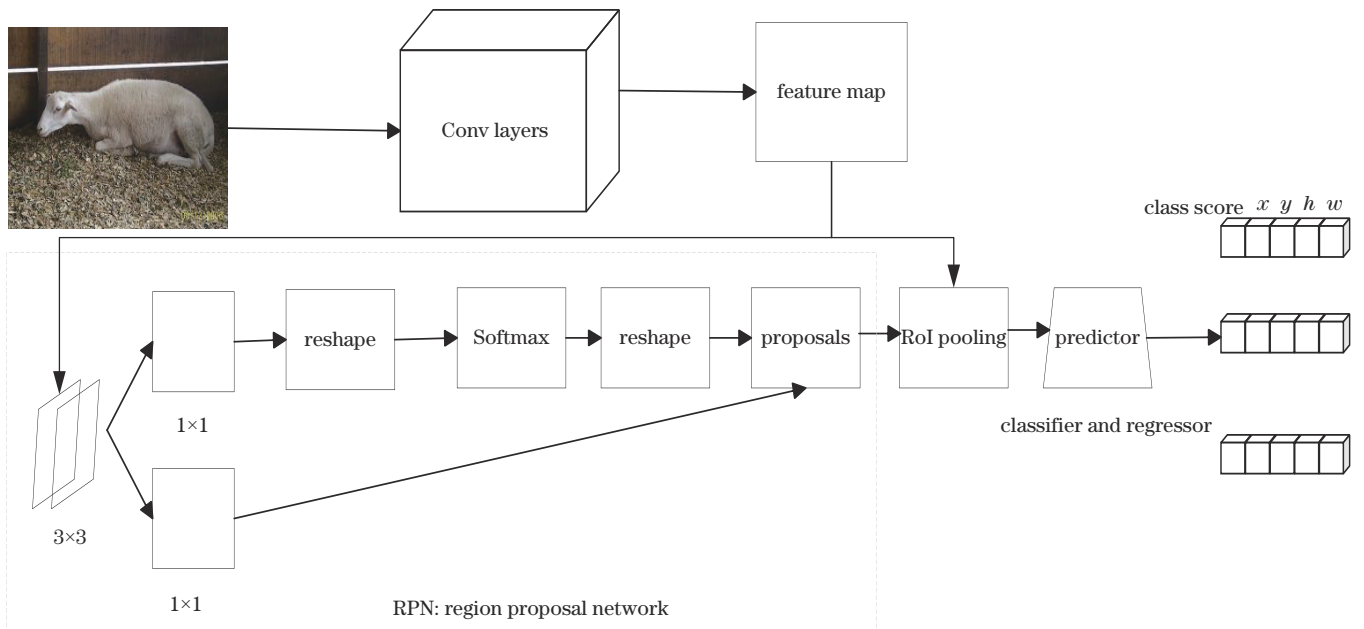 Conv layers
feature map
class score x y h w
reshape
Softmax
reshape
proposals
RoI pooling
predictor
1×1
classifier and regressor
3×3
1×1
RPN: region proposal network